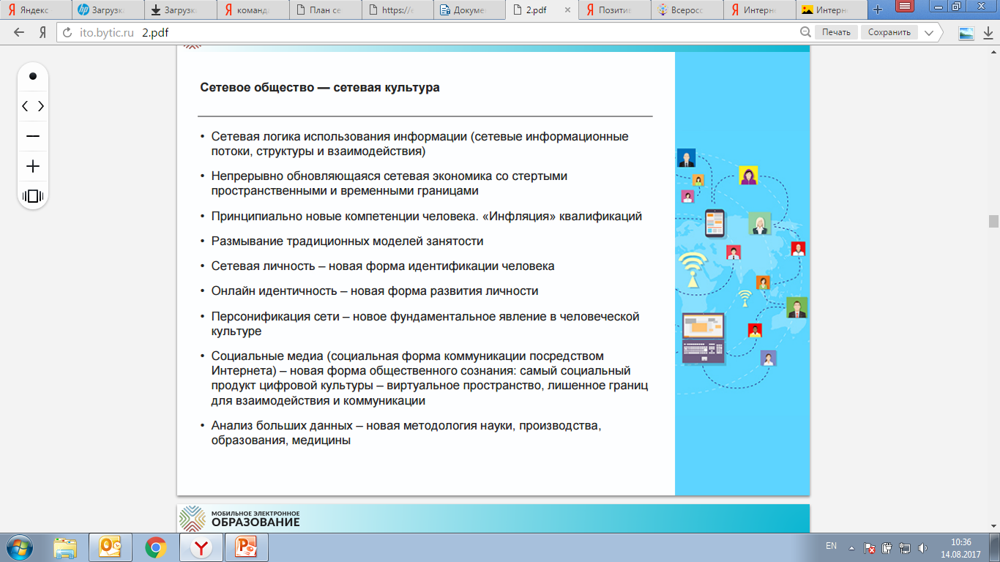 Яндекс
Загрузк
Загрузк
команд
План се
https://e
Докумен
2.pdf
Позитив
Всеросс
Интерн
Интерн
ito.bytic.ru 2.pdf
Печать
Сохранить
Сетевое общество — сетевая культура
• Сетевая логика использования информации (сетевые информационные
потоки, структуры и взаимодействия)
• Непрерывно обновляющаяся сетевая экономика со стертыми
пространственными и временными границами
• Принципиально новые компетенции человека. «Инфляция» квалификаций
• Размывание традиционных моделей занятости
• Сетевая личность – новая форма идентификации человека
• Онлайн идентичность – новая форма развития личности
• Персонификация сети – новое фундаментальное явление в человеческой
культуре
• Социальные медиа (социальная форма коммуникации посредством
Интернета) – новая форма общественного сознания: самый социальный
продукт цифровой культуры – виртуальное пространство, лишенное границ
для взаимодействия и коммуникации
• Анализ больших данных – новая методология науки, производства,
образования, медицины
МОБИЛЬНОЕ ЭЛЕКТРОННОЕ
ОБРАЗОВАНИЕ
EN
10:36
14.08.2017